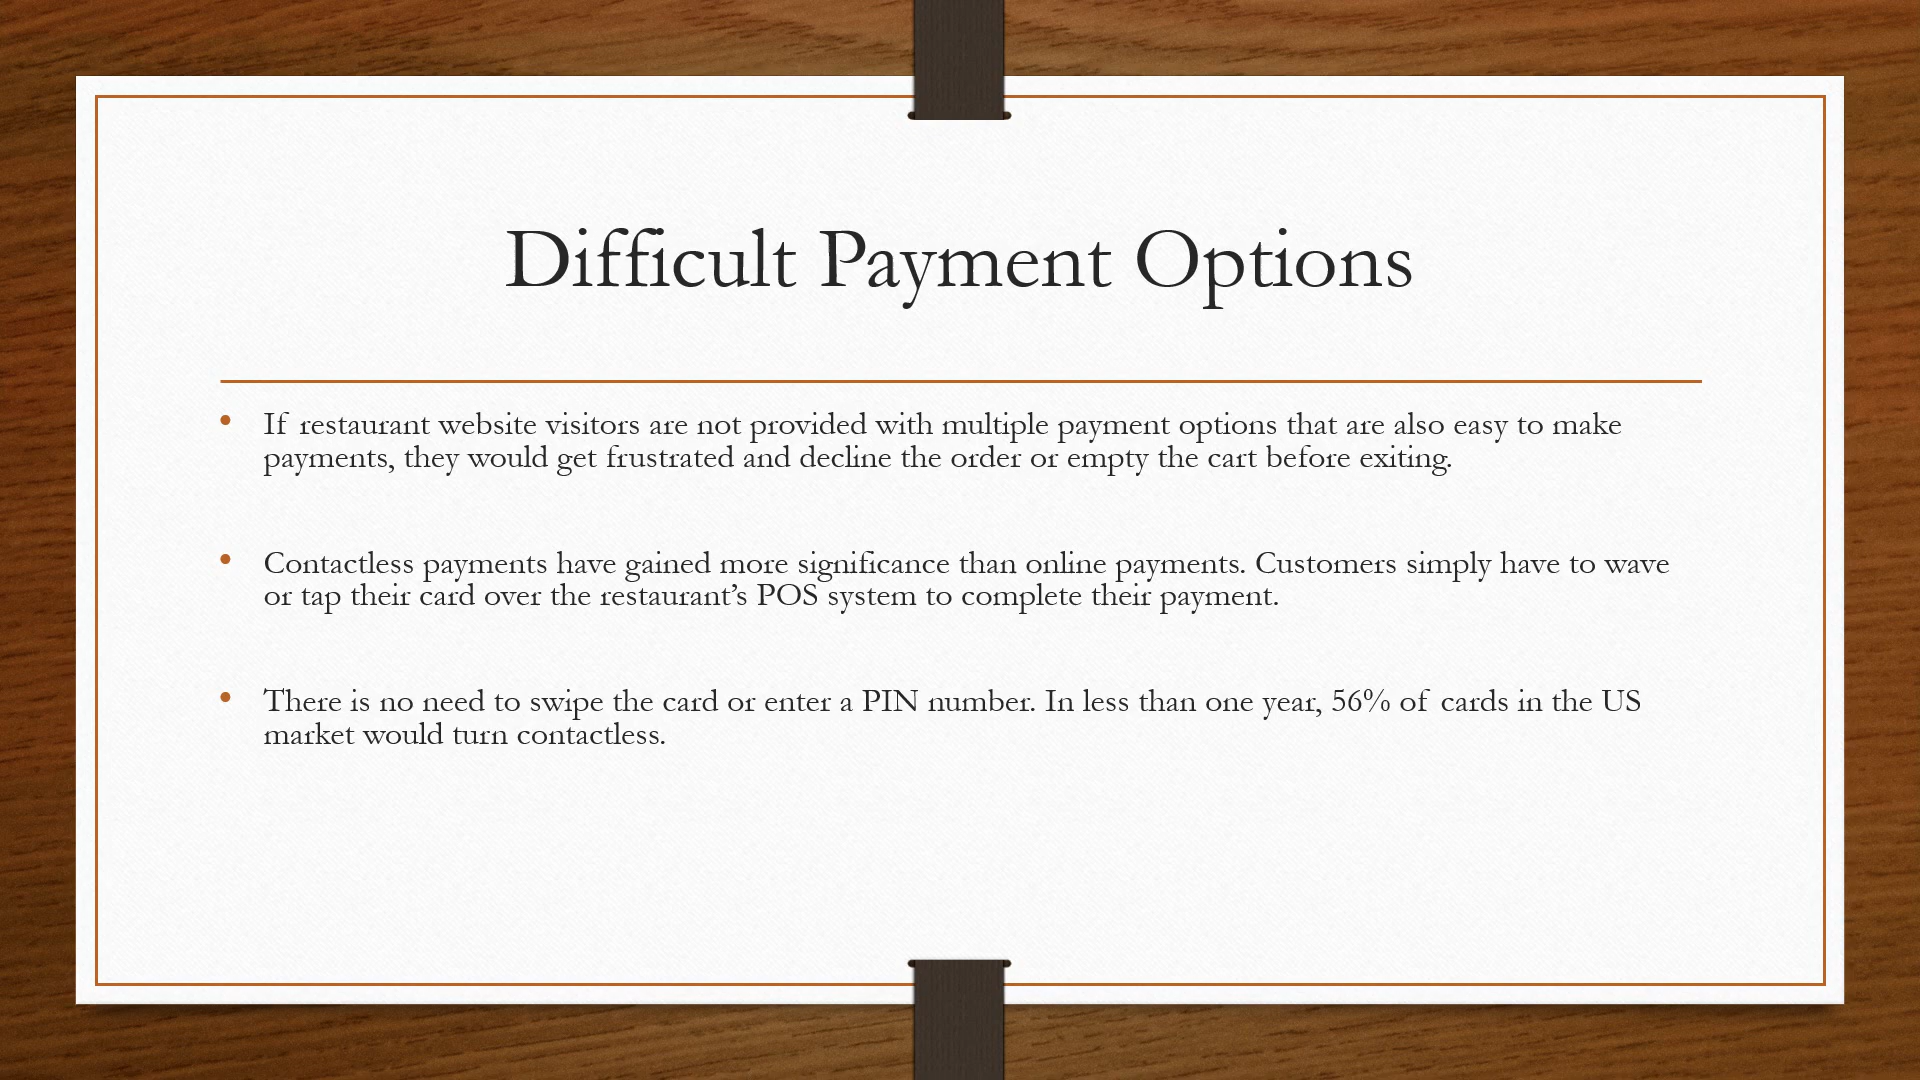 Difficult Payment Options
• If restaurant website visitors are not provided with multiple payment options that are also easy to make
payments, they would get frustrated and decline the order or empty the cart before exiting.
• Contactless payments have gained more significance than online payments. Customers simply have to wave
or tap their card over the restaurant’s POS system to complete their payment.
• There is no need to swipe the card or enter a PIN number. In less than one year, 56% of cards in the US
market would turn contactless.